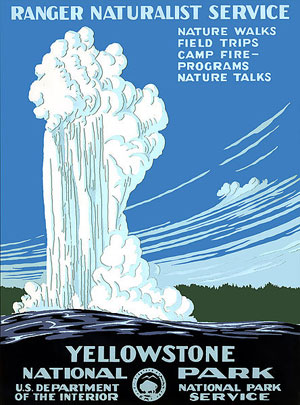 RANGER NATURALIST SERVICE
NATURE WALKS
FIELD TRIPS
CAMP FIRE-
PROGRAMS
NATURE TALKS
YELLOWSTONE
NATIONAL PARK
U.S. DEPARTMENT
OF THE INTERIOR
NATIONAL PARK
SERVICE